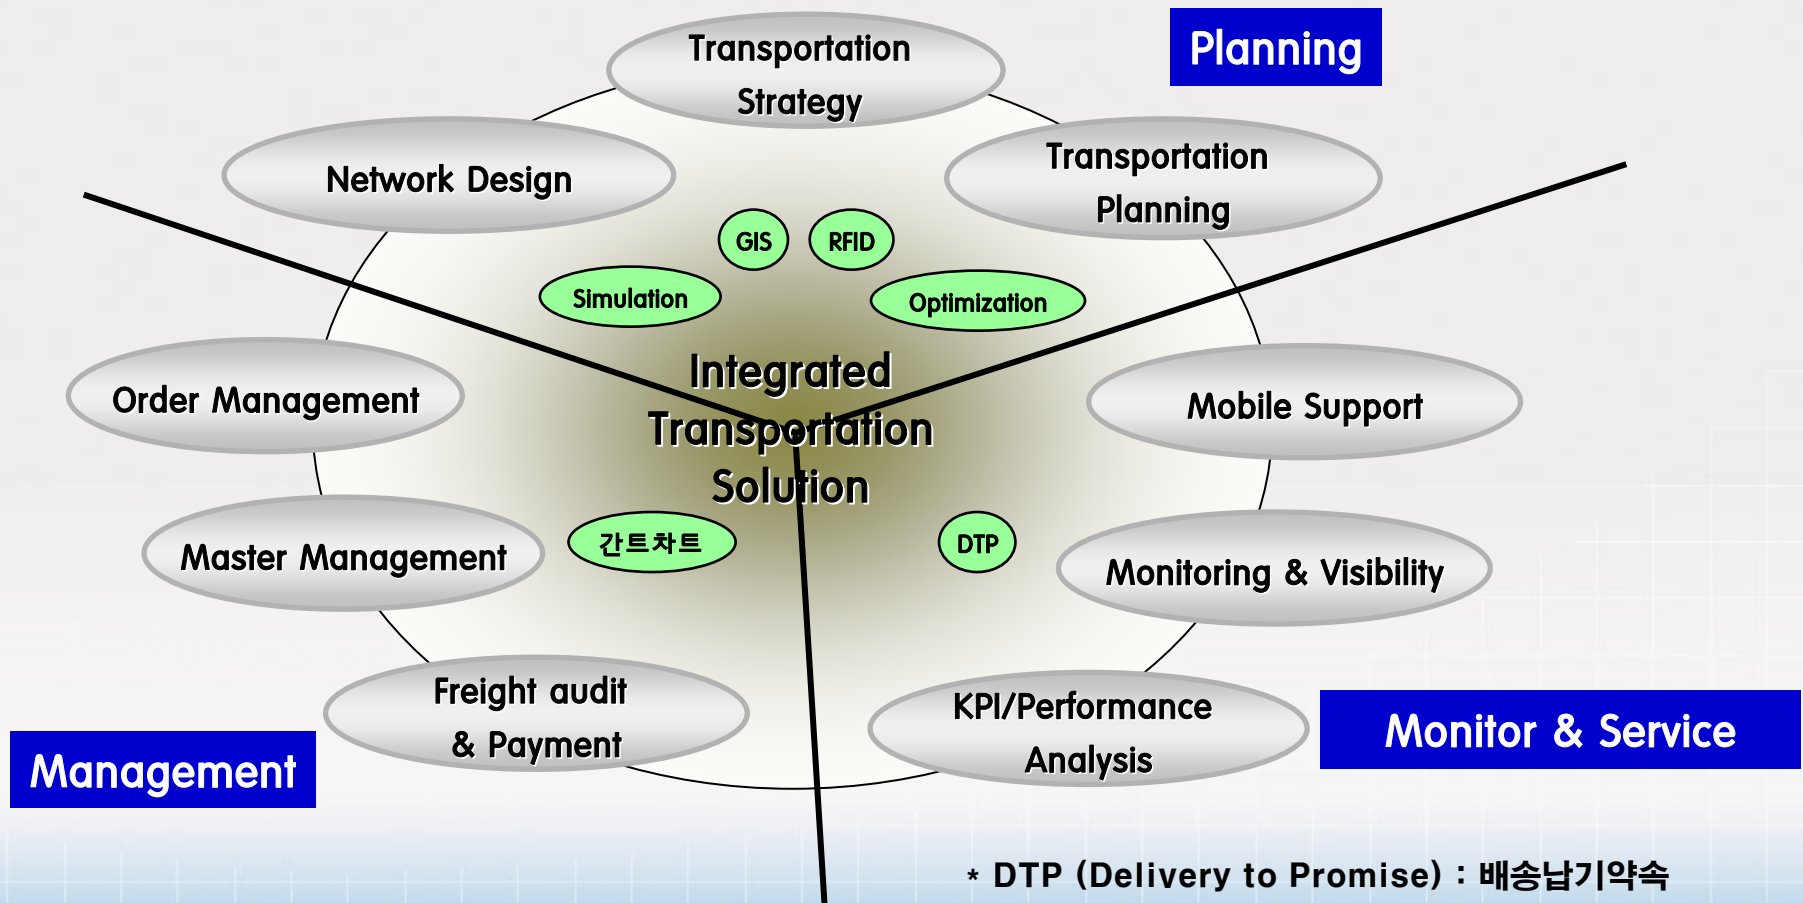 Planning
Transportation
Strategy
Network Design
Transportation
Planning
GIS
RFID
Simulation
Optimization
Integrated
Transportation
Solution
Order Management
Mobile Support
Master Management
간트차트
DTP
Monitoring & Visibility
Freight audit
& Payment
KPI/Performance
Analysis
Monitor & Service
Management
* DTP (Delivery to Promise) : 배송납기약속